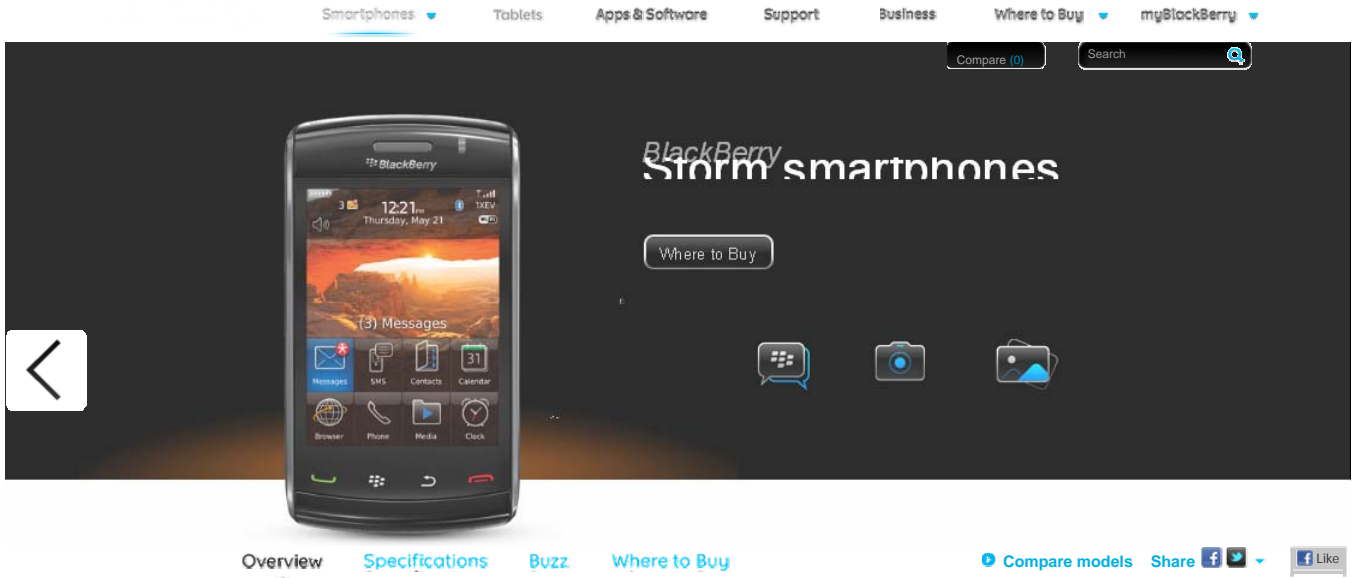 Smartphones Tablets Apps & Software Support Business Where to Buy myBlackBerry
Compare (0) Search
BlackBerry
Storm smartphones
Where to Buy
BlackBerry
3 12:21PM 1XEV
Thursday, May 21
(3) Messages
Messages SMS Contacts 31 Calendar
Browser Phone Media Clock
Overview Specifications Buzz Where to Buy Compare models Share Like